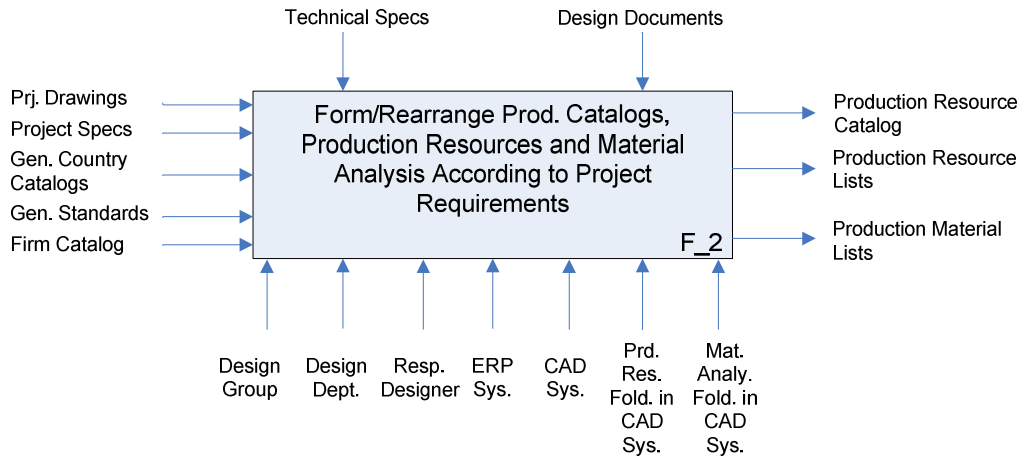 Technical Specs
Design Documents
Prj. Drawings
Project Specs
Gen. Country
Catalogs
Gen. Standards
Firm Catalog
Form/Rearrange Prod. Catalogs,
Production Resources and Material
Analysis According to Project
Requirements
F_2
Production Resource
Catalog
Production Resource
Lists
Production Material
Lists
Design
Group
Design
Dept.
Resp.
Designer
ERP
Sys.
CAD
Sys.
Prd.
Res.
Fold. in
CAD
Sys.
Mat.
Analy.
Fold. in
CAD
Sys.